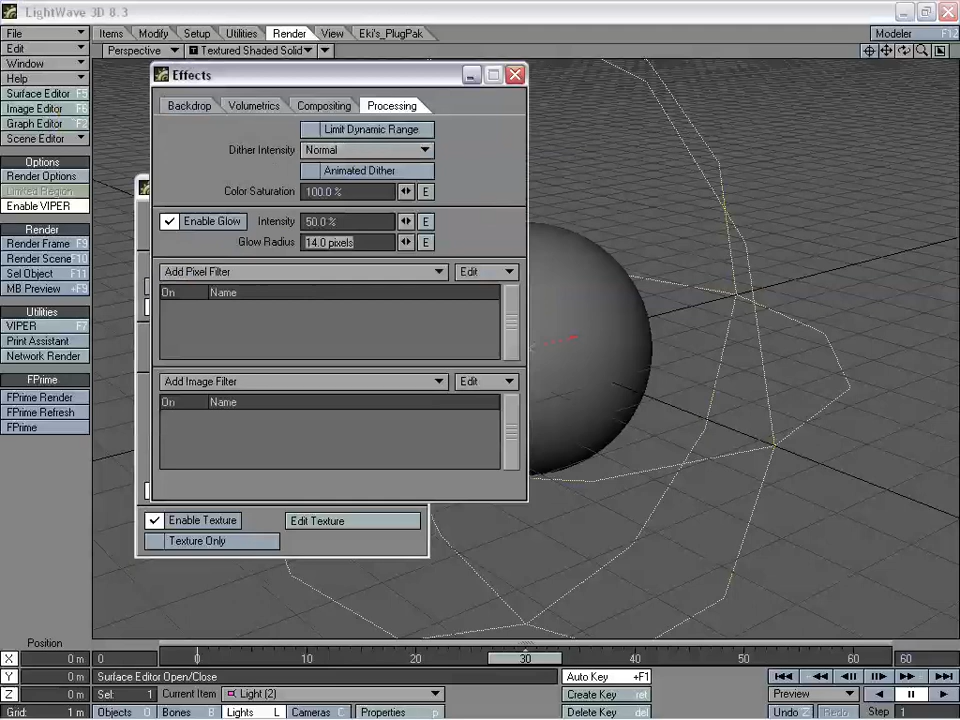 LightWave 3D 8.3
File
Items
Modify
Setup
Utilities
Render
View
Eki's_PlugPak
Modeler F12
Edit
Perspective
Textured Shaded Solid
Window
Help
Surface Editor F5
Image Editor F6
Graph Editor F2
Scene Editor
Options
Render Options
Limited Region
Enable VIPER
Render
Render Frame F9
Render Scene F10
Sel Object F11
MB Preview +F9
Utilities
VIPER F7
Print Assistant
Network Render
FPrime
FPrime Render
FPrime Refresh
FPrime
Effects
Backdrop
Volumetrics
Compositing
Processing
Limit Dynamic Range
Dither Intensity Normal
Animated Dither
Color Saturation 100.0 % E
Enable Glow Intensity 50.0 % E
Glow Radius 14.0 pixels E
Add Pixel Filter Edit
On Name
Add Image Filter Edit
On Name
Enable Texture Edit Texture
Texture Only
Position
X 0 m 0 0 10 20 30 40 50 60 60
Y 0 m Surface Editor Open/Close Auto Key +F1
Z 0 m Sel: 1 Current Item Light (2) Create Key ret Preview
Grid: 1 m Objects O Bones B Lights L Cameras C Properties p Delete Key del Undo Z Redo Step 1